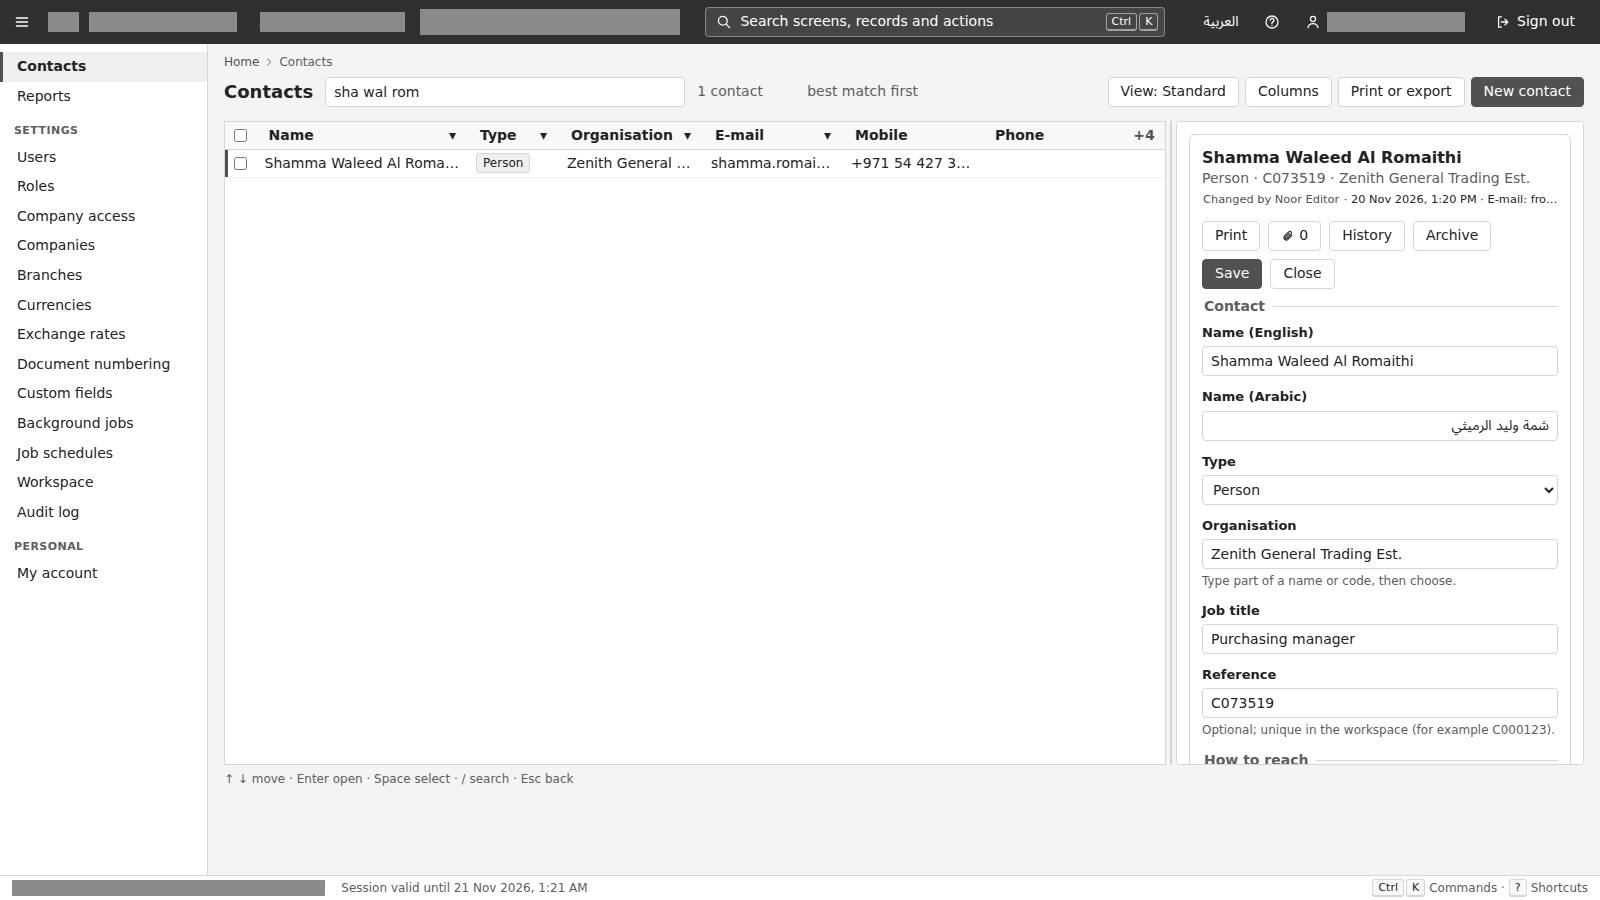 Search screens, records and actions Ctrl K العربية Sign out
Contacts
Reports
SETTINGS
Users
Roles
Company access
Companies
Branches
Currencies
Exchange rates
Document numbering
Custom fields
Background jobs
Job schedules
Workspace
Audit log
PERSONAL
My account
Home > Contacts
Contacts sha wal rom 1 contact best match first View: Standard Columns Print or export New contact
Name ▼ Type ▼ Organisation ▼ E-mail ▼ Mobile Phone +4
Shamma Waleed Al Roma… Person Zenith General … shamma.romai… +971 54 427 3…
Shamma Waleed Al Romaithi
Person · C073519 · Zenith General Trading Est.
Changed by Noor Editor · 20 Nov 2026, 1:20 PM · E-mail: fro…
Print 0 History Archive
Save Close
Contact
Name (English)
Shamma Waleed Al Romaithi
Name (Arabic)
شمة وليد الرميثي
Type
Person
Organisation
Zenith General Trading Est.
Type part of a name or code, then choose.
Job title
Purchasing manager
Reference
C073519
Optional; unique in the workspace (for example C000123).
How to reach
↑ ↓ move · Enter open · Space select · / search · Esc back
Session valid until 21 Nov 2026, 1:21 AM Ctrl K Commands · ? Shortcuts